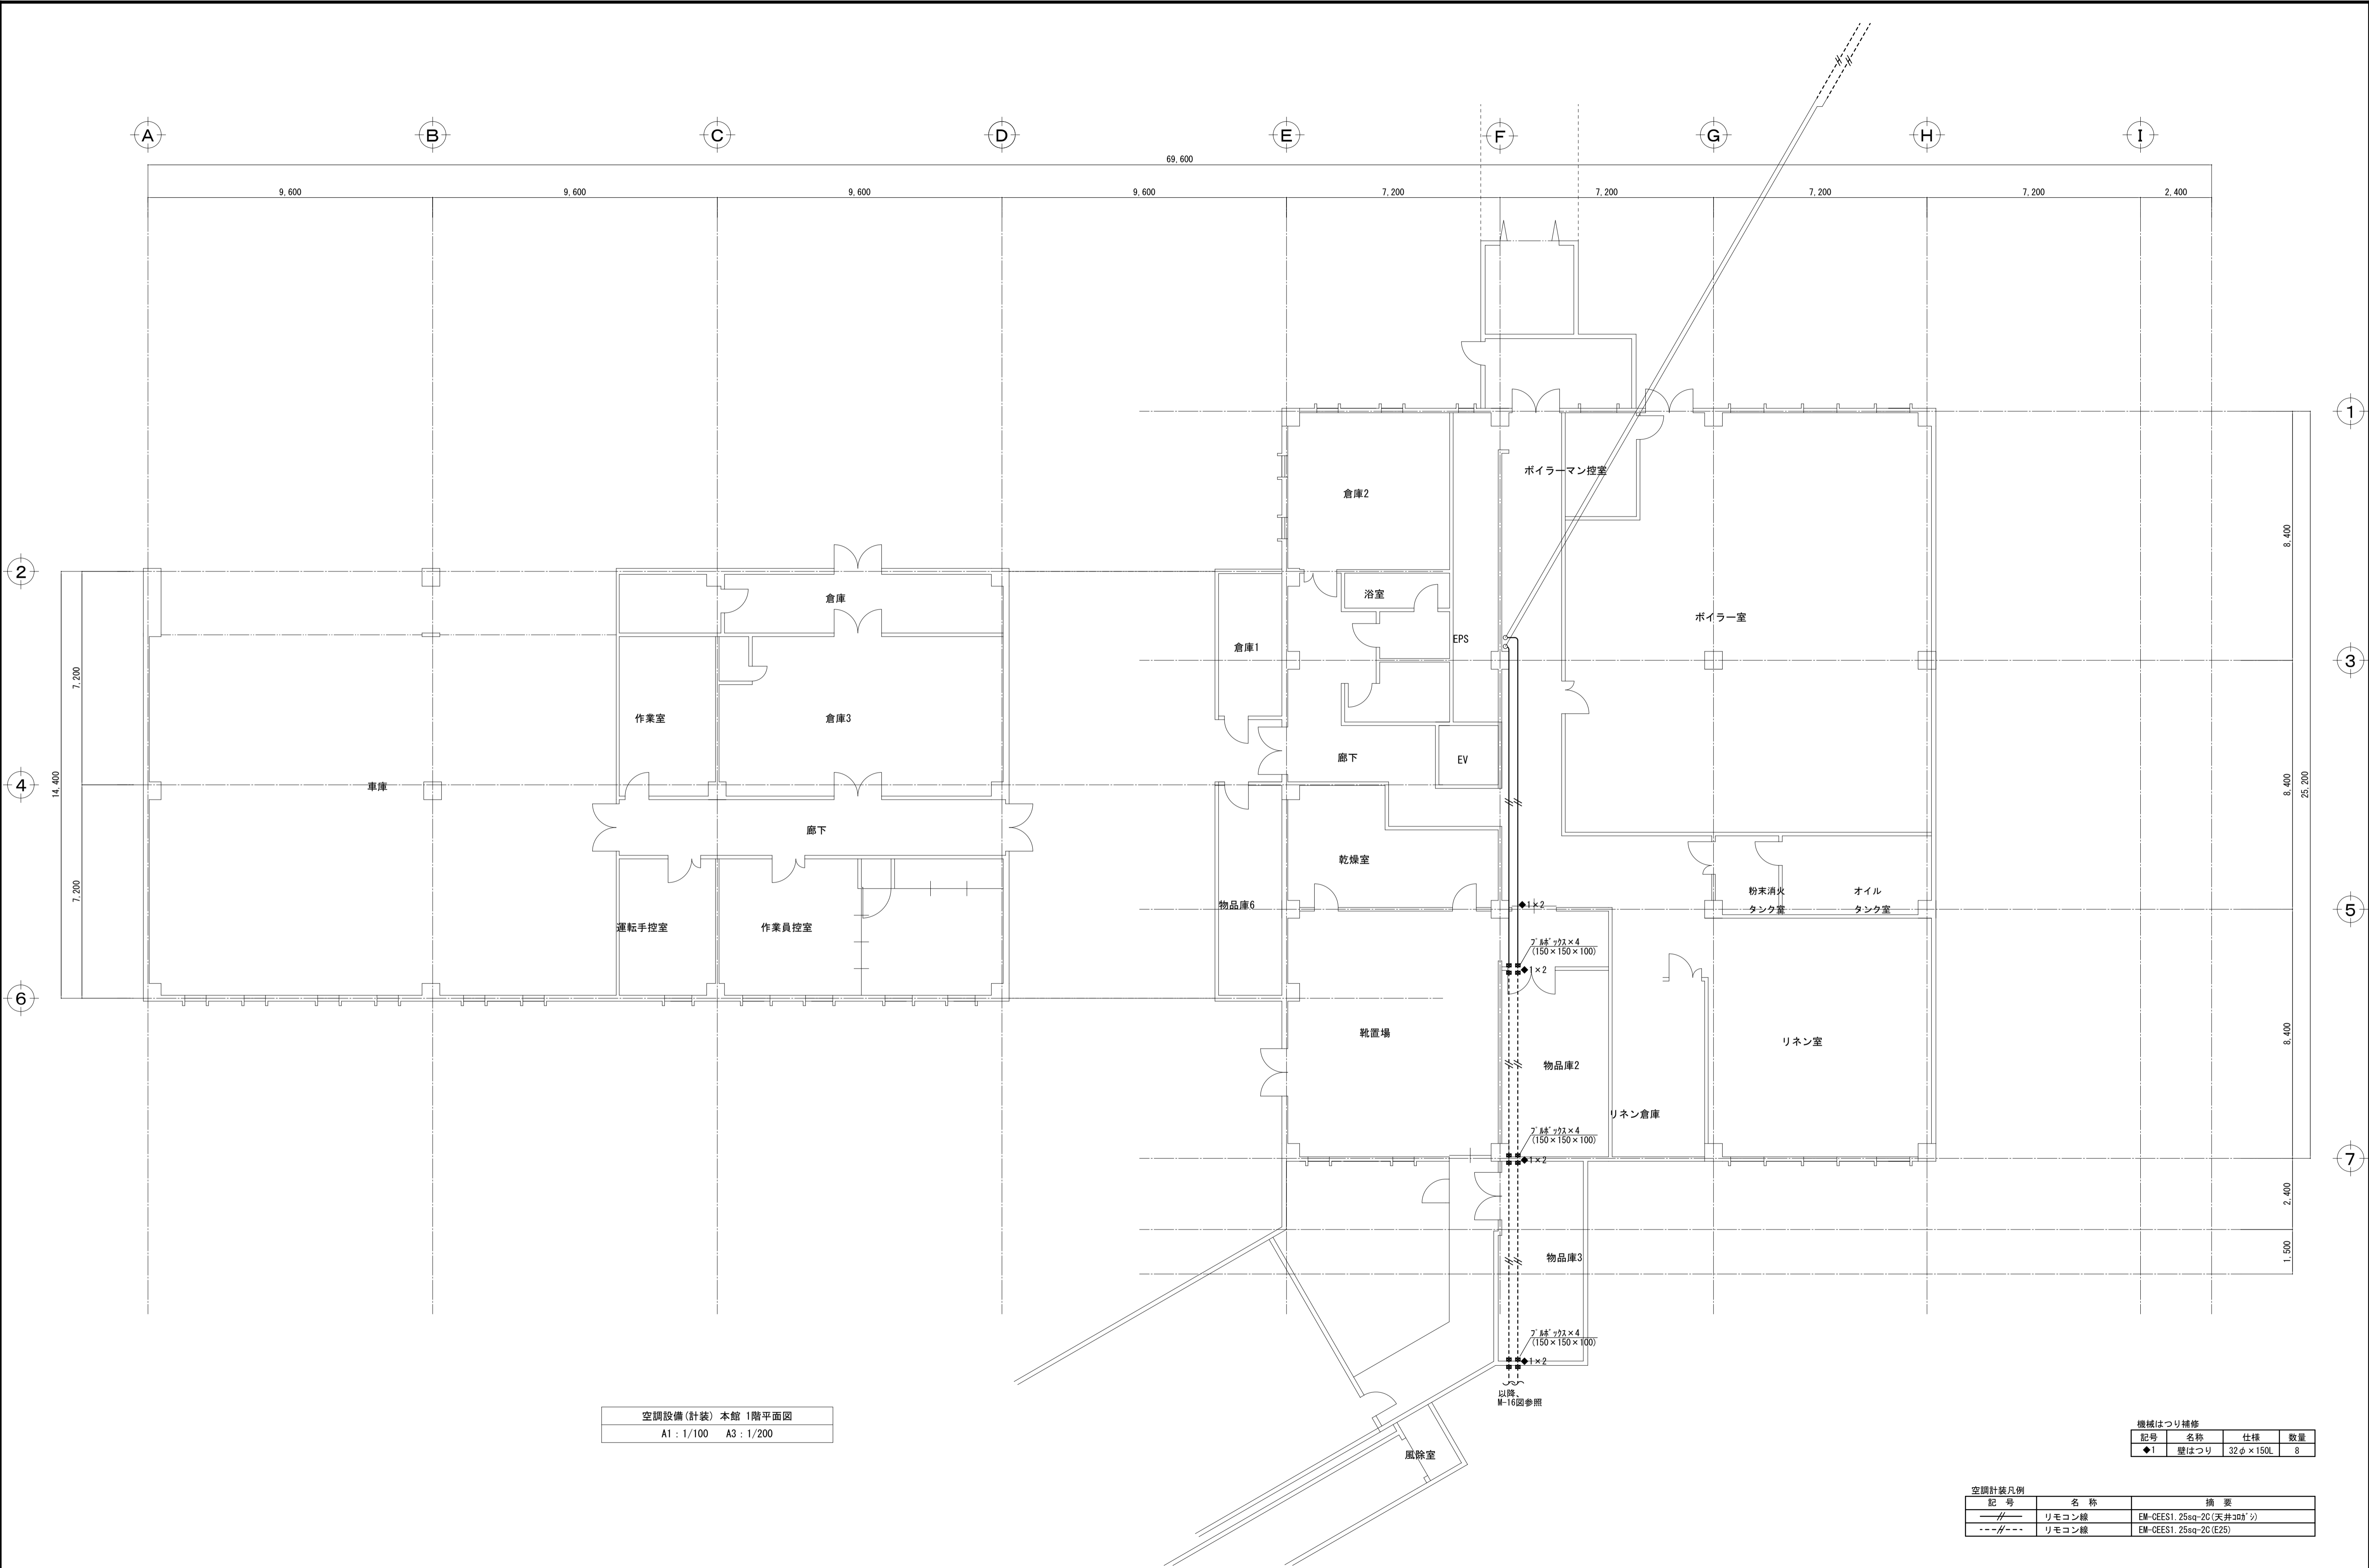 A B C D E F G H I
69,600
9,600 9,600 9,600 9,600 7,200 7,200 7,200 7,200 2,400
1
ボイラーマン控室
倉庫2
8,400
2
浴室
倉庫
ボイラー室
EPS
倉庫1
3
7,200
作業室
倉庫3
廊下
EV
14,400
4
車庫
8,400
25,200
廊下
乾燥室
7,200
粉末消火
タンク室
オイル
タンク室
物品庫6
◆1×2
5
運転手控室
作業員控室
プルボックス×4
(150×150×100)
◆1×2
6
靴置場
リネン室
8,400
物品庫2
リネン倉庫
プルボックス×4
(150×150×100)
◆1×2
7
2,400
物品庫3
1,500
プルボックス×4
(150×150×100)
◆1×2
以降、
M-16図参照
空調設備(計装) 本館 1階平面図
A1 : 1/100 A3 : 1/200
風除室
機械はつり補修
記号 名称 仕様 数量
◆1 壁はつり 32φ×150L 8
空調計装凡例
記 号 名 称 摘 要
リモコン線 EM-CEES1.25sq-2C(天井コロガシ)
リモコン線 EM-CEES1.25sq-2C(E25)